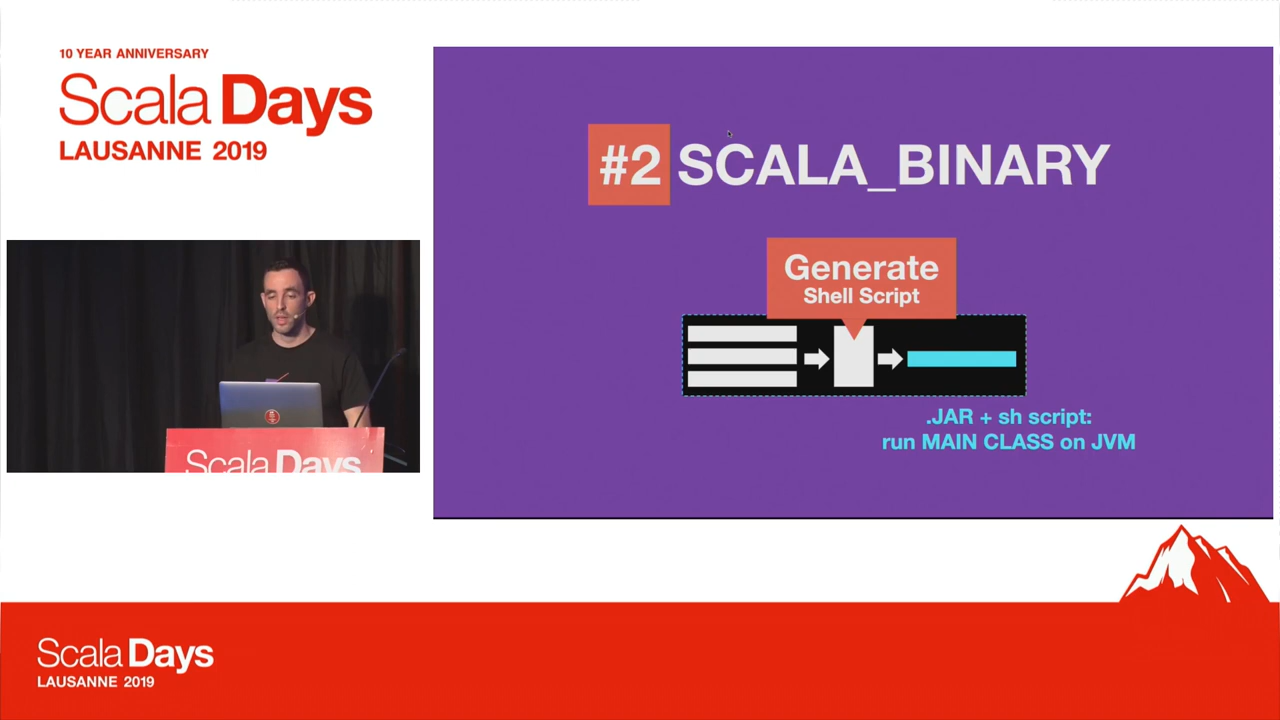 10 YEAR ANNIVERSARY
Scala Days
LAUSANNE 2019
#2 SCALA_BINARY
Generate
Shell Script
.JAR + sh script:
run MAIN CLASS on JVM
Scala Days
Scala Days
LAUSANNE 2019